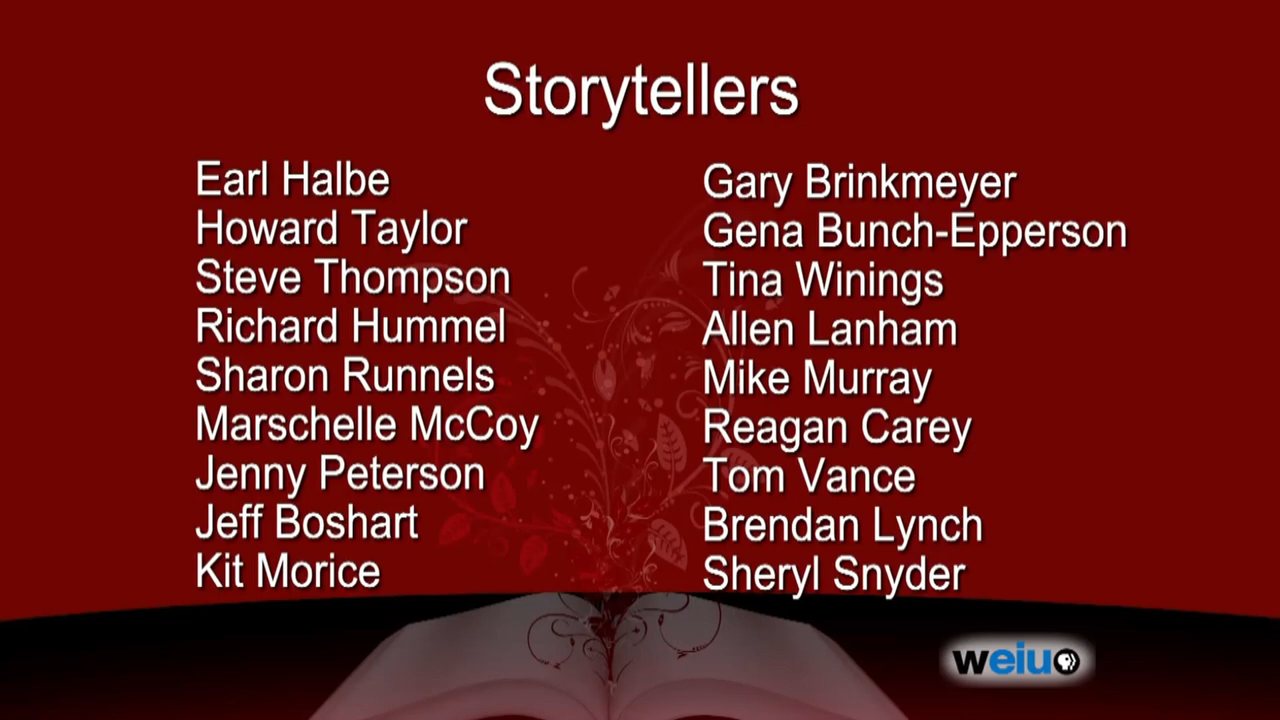 Storytellers
Earl Halbe
Howard Taylor
Steve Thompson
Richard Hummel
Sharon Runnels
Marschelle McCoy
Jenny Peterson
Jeff Boshart
Kit Morice
Gary Brinkmeyer
Gena Bunch-Epperson
Tina Winings
Allen Lanham
Mike Murray
Reagan Carey
Tom Vance
Brendan Lynch
Sheryl Snyder
weiu